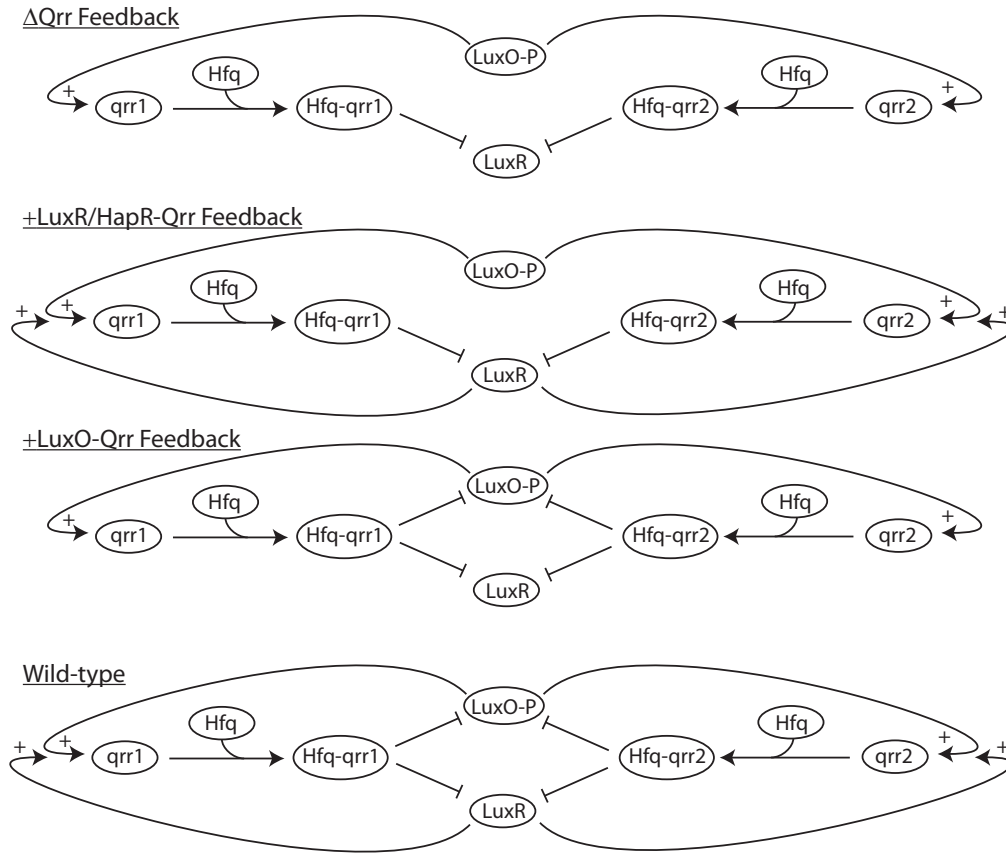 ΔQrr Feedback
LuxO-P
Hfq Hfq
+ +
qrr1 Hfq-qrr1 Hfq-qrr2 qrr2
LuxR
+LuxR/HapR-Qrr Feedback
LuxO-P
Hfq Hfq
+ + + +
qrr1 Hfq-qrr1 Hfq-qrr2 qrr2
LuxR
+LuxO-Qrr Feedback
LuxO-P
Hfq Hfq
+ +
qrr1 Hfq-qrr1 Hfq-qrr2 qrr2
LuxR
Wild-type
LuxO-P
Hfq Hfq
+ + + +
qrr1 Hfq-qrr1 Hfq-qrr2 qrr2
LuxR